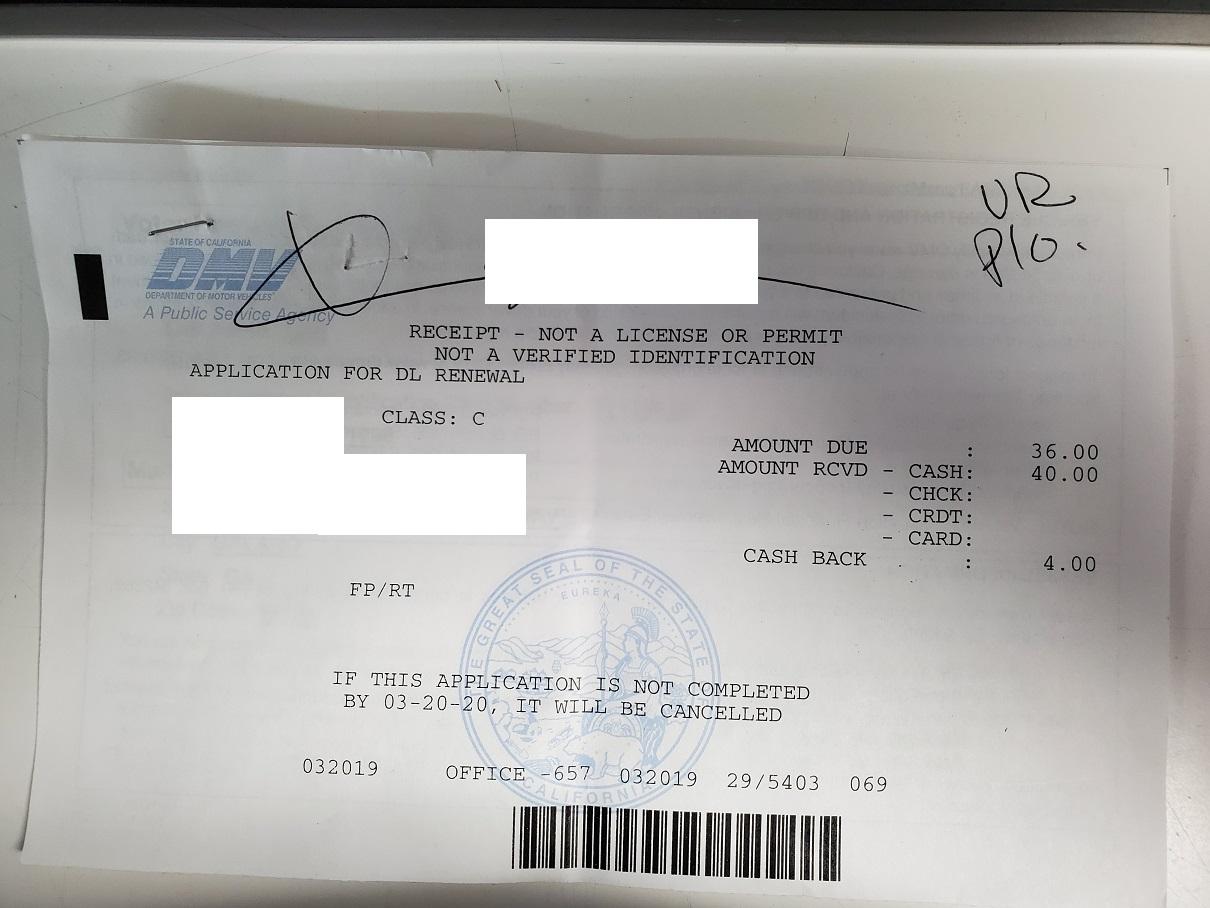 UR
P/O.
STATE OF CALIFORNIA
DMV
DEPARTMENT OF MOTOR VEHICLES
A Public Service Agency
RECEIPT - NOT A LICENSE OR PERMIT
NOT A VERIFIED IDENTIFICATION
APPLICATION FOR DL RENEWAL
CLASS: C
AMOUNT DUE : 36.00
AMOUNT RCVD - CASH: 40.00
- CHCK:
- CRDT:
- CARD:
CASH BACK : 4.00
FP/RT
THE GREAT SEAL OF THE STATE
EUREKA
IF THIS APPLICATION IS NOT COMPLETED
BY 03-20-20, IT WILL BE CANCELLED
032019 OFFICE -657 032019 29/5403 069
CALIFORNIA